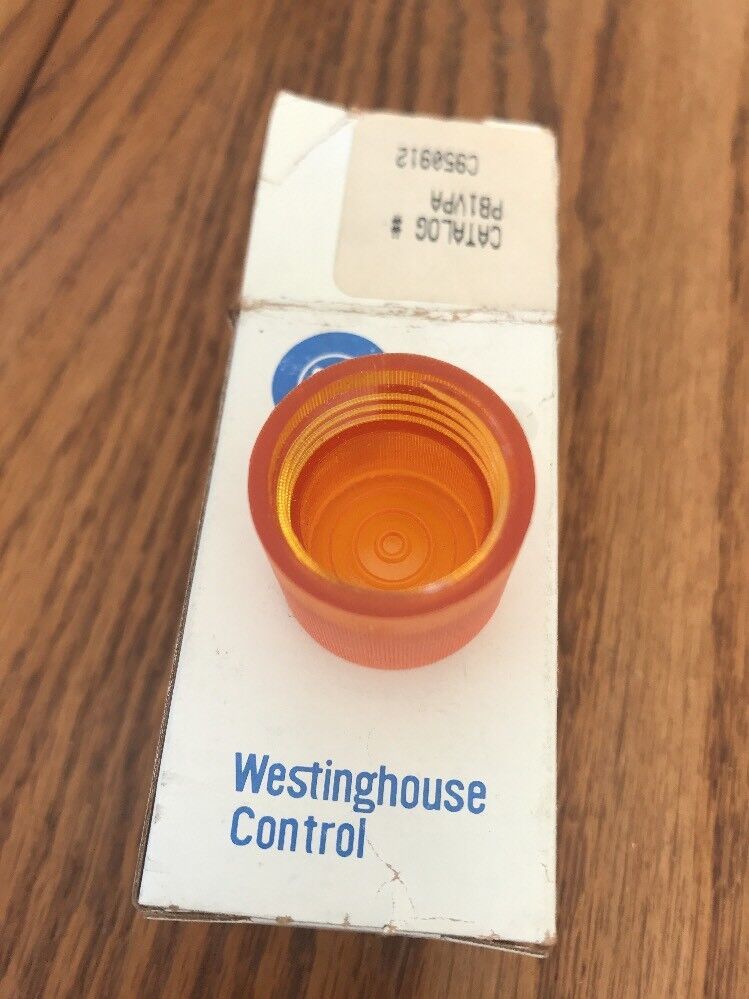 CATALOG #
PB1VPA
C950912
Westinghouse
Control